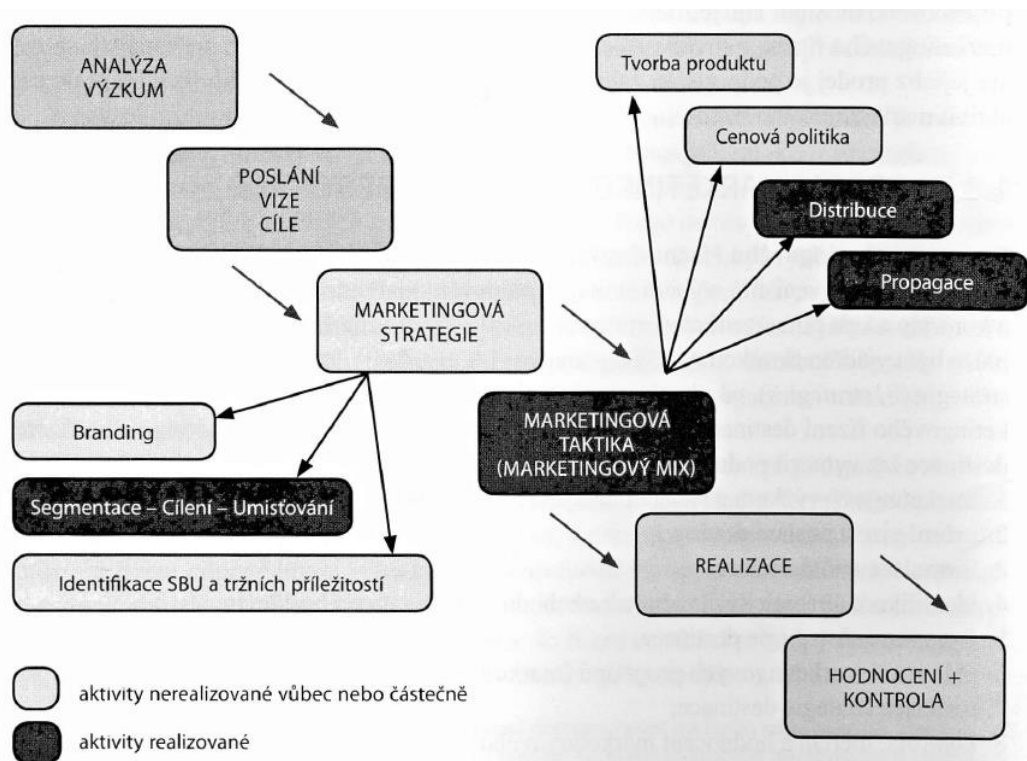 ANALÝZA
VÝZKUM
POSLÁNÍ
VIZE
CÍLE
MARKETINGOVÁ
STRATEGIE
Branding
Segmentace – Cílení – Umisťování
Identifikace SBU a tržních příležitostí
Tvorba produktu
Cenová politika
Distribuce
Propagace
MARKETINGOVÁ
TAKTIKA
(MARKETINGOVÝ MIX)
REALIZACE
HODNOCENÍ +
KONTROLA
aktivity nerealizované vůbec nebo částečně
aktivity realizované